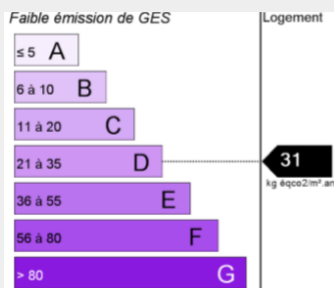 Faible émission de GES
Logement
≤ 5 A
6 à 10 B
11 à 20 C
21 à 35 D
31
kg éqco2/m².an
36 à 55 E
56 à 80 F
> 80 G